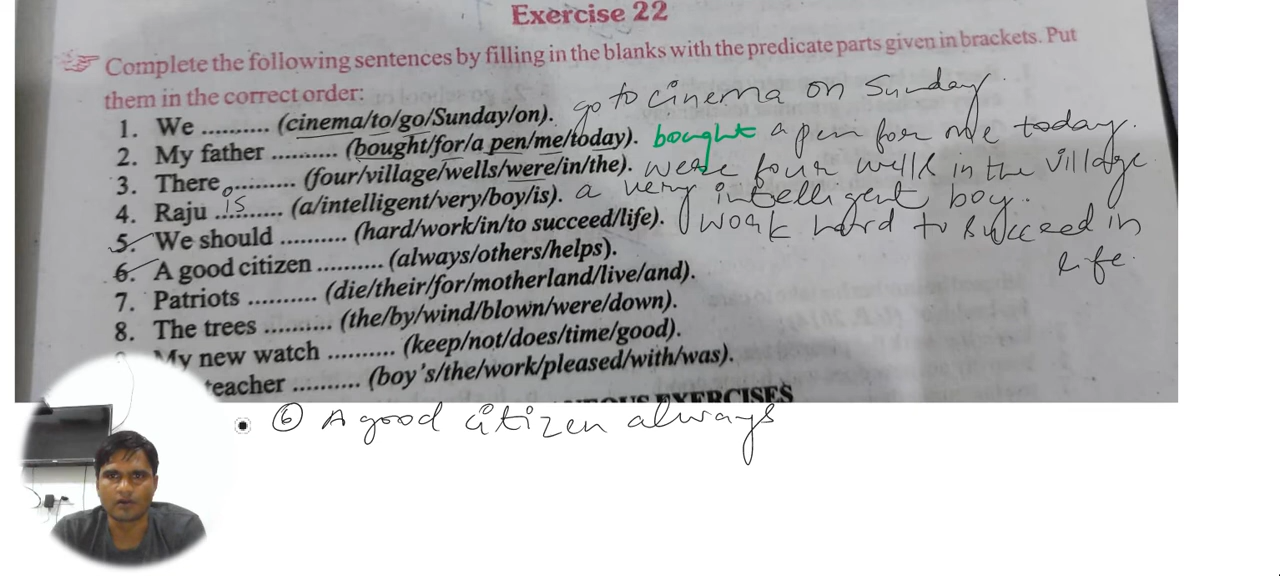 Exercise 22
Complete the following sentences by filling in the blanks with the predicate parts given in brackets. Put
them in the correct order:
1. We .......... (cinema/to/go/Sunday/on). go to cinema on Sunday.
2. My father .......... (bought/for/a pen/me/today). bought a pen for me today.
3. There .......... (four/village/wells/were/in/the). were four well in the village
4. Raju is .......... (a/intelligent/very/boy/is). a very intelligent boy.
5. We should .......... (hard/work/in/to succeed/life). work hard to succeed in
life.
6. A good citizen .......... (always/others/helps).
7. Patriots .......... (die/their/for/motherland/live/and).
8. The trees .......... (the/by/wind/blown/were/down).
My new watch .......... (keep/not/does/time/good).
teacher .......... (boy's/the/work/pleased/with/was).
EXERCISES
6 A good citizen always